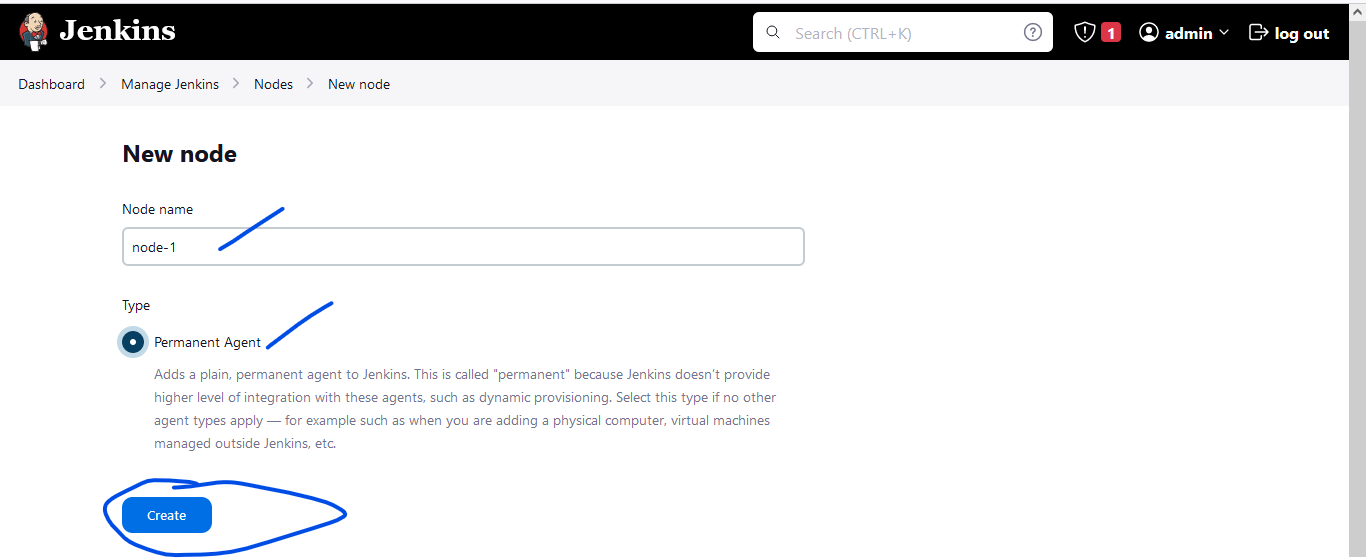 Jenkins
Search (CTRL+K)
1
admin
log out
Dashboard
Manage Jenkins
Nodes
New node
New node
Node name
node-1
Type
Permanent Agent
Adds a plain, permanent agent to Jenkins. This is called "permanent" because Jenkins doesn't provide
higher level of integration with these agents, such as dynamic provisioning. Select this type if no other
agent types apply — for example such as when you are adding a physical computer, virtual machines
managed outside Jenkins, etc.
Create